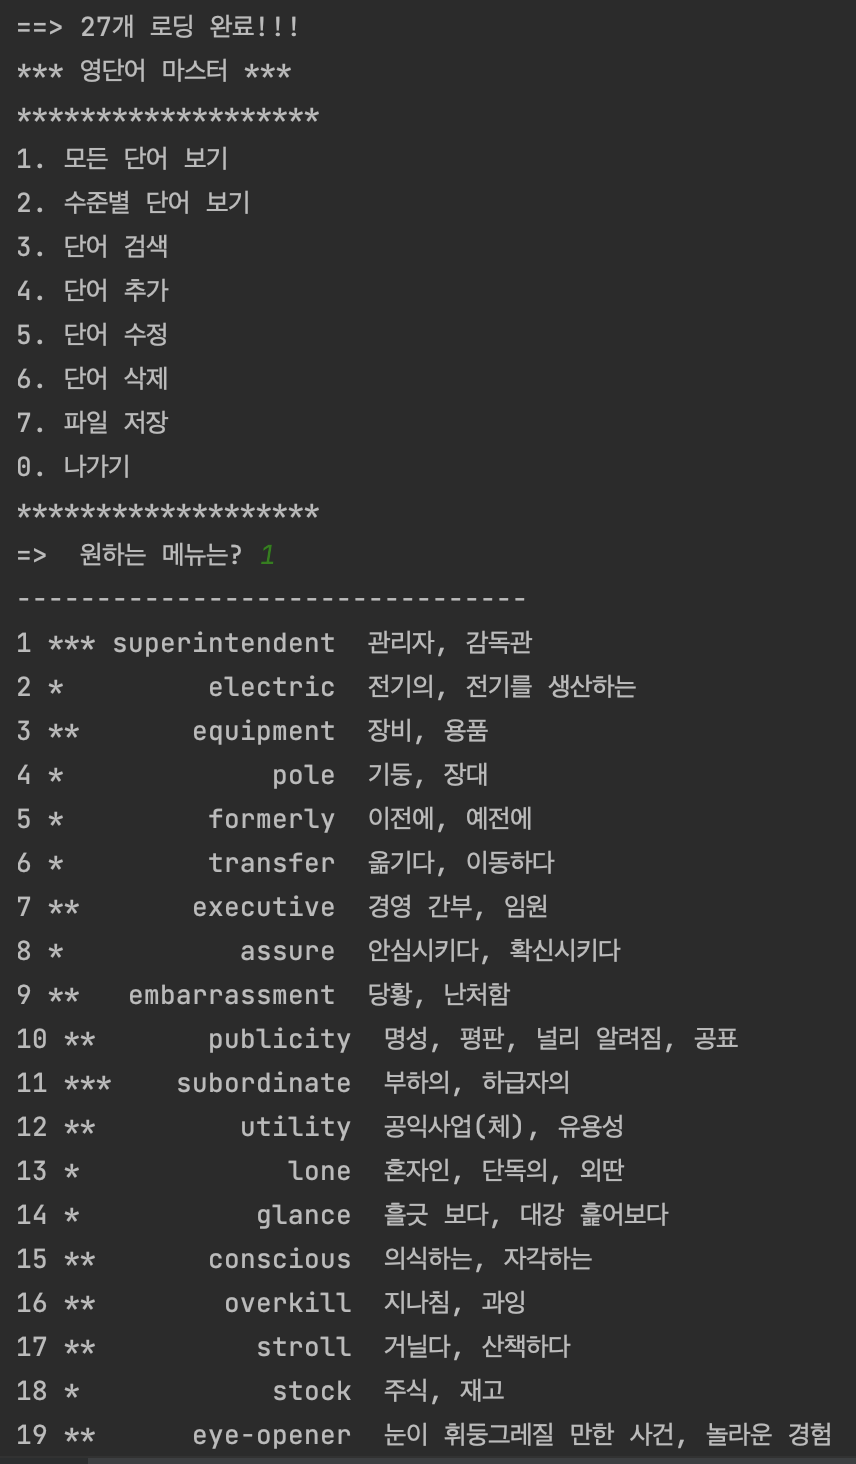 ==> 27개 로딩 완료!!!
*** 영단어 마스터 ***
*******************
1. 모든 단어 보기
2. 수준별 단어 보기
3. 단어 검색
4. 단어 추가
5. 단어 수정
6. 단어 삭제
7. 파일 저장
0. 나가기
*******************
=>  원하는 메뉴는? 1
--------------------------------
1 *** superintendent  관리자, 감독관
2 *         electric  전기의, 전기를 생산하는
3 **       equipment  장비, 용품
4 *             pole  기둥, 장대
5 *         formerly  이전에, 예전에
6 *         transfer  옮기다, 이동하다
7 **       executive  경영 간부, 임원
8 *           assure  안심시키다, 확신시키다
9 **   embarrassment  당황, 난처함
10 **       publicity  명성, 평판, 널리 알려짐, 공표
11 ***    subordinate  부하의, 하급자의
12 **         utility  공익사업(체), 유용성
13 *             lone  혼자인, 단독의, 외딴
14 *           glance  흘긋 보다, 대강 훑어보다
15 **       conscious  의식하는, 자각하는
16 **        overkill  지나침, 과잉
17 **          stroll  거닐다, 산책하다
18 *            stock  주식, 재고
19 **      eye-opener  눈이 휘둥그레질 만한 사건, 놀라운 경험